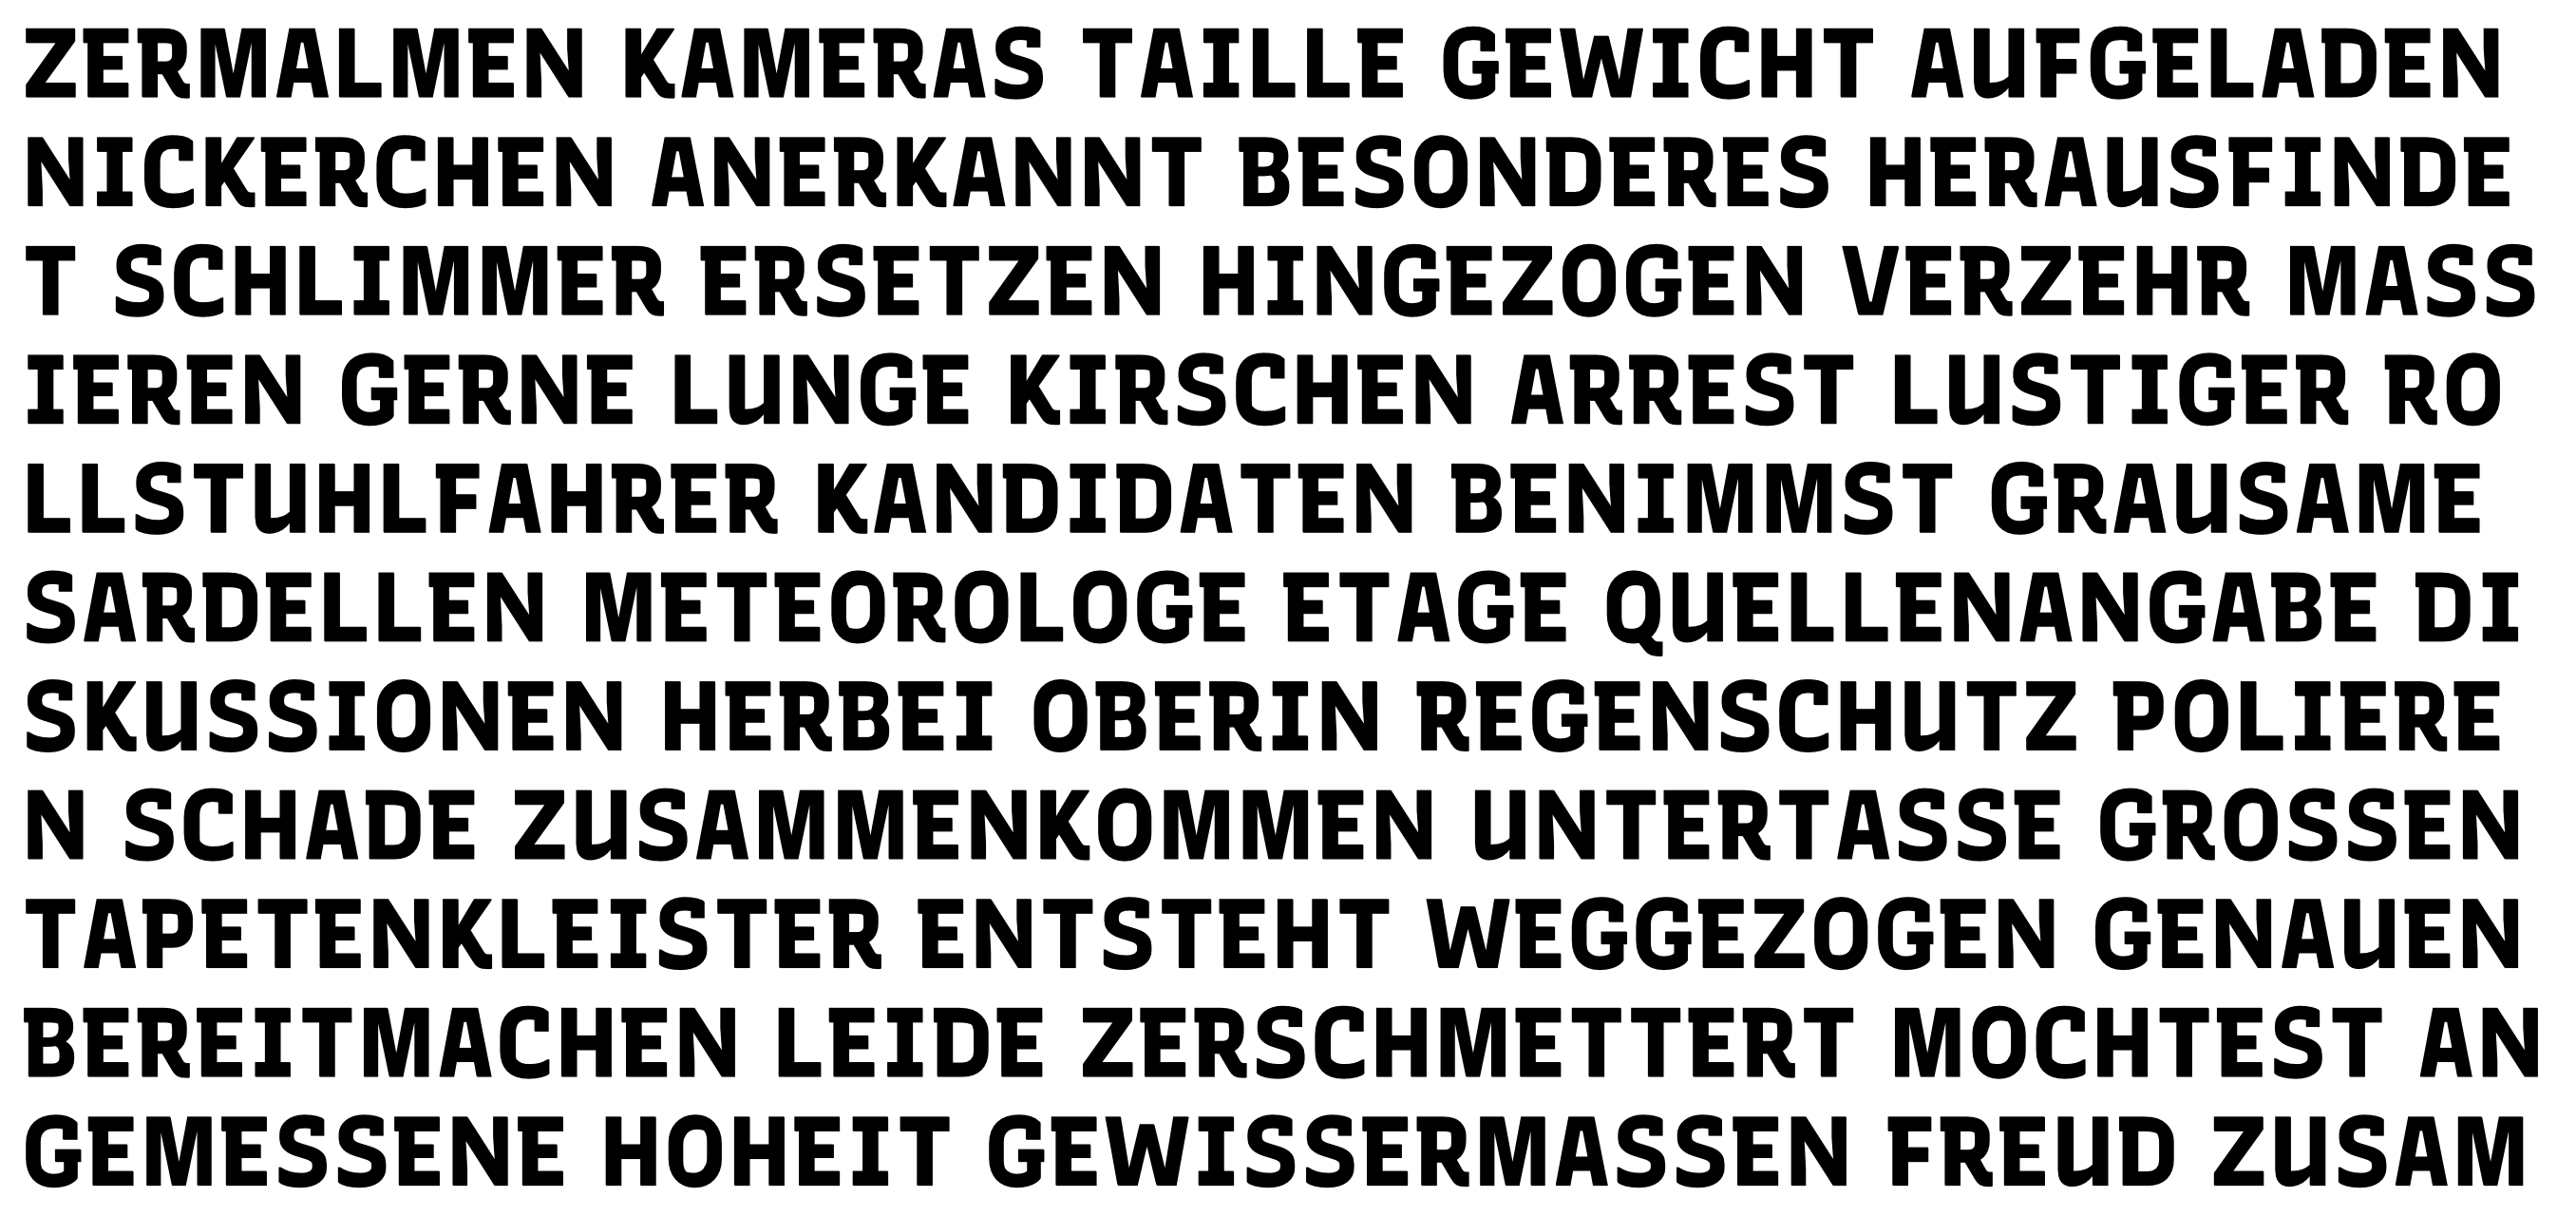 ZERMALMEN KAMERAS TAILLE GEWICHT AUFGELADEN
NICKERCHEN ANERKANNT BESONDERES HERAUSFINDE
T SCHLIMMER ERSETZEN HINGEZOGEN VERZEHR MASS
IEREN GERNE LUNGE KIRSCHEN ARREST LUSTIGER RO
LLSTUHLFAHRER KANDIDATEN BENIMMST GRAUSAME
SARDELLEN METEOROLOGE ETAGE QUELLENANGABE DI
SKUSSIONEN HERBEI OBERIN REGENSCHUTZ POLIERE
N SCHADE ZUSAMMENKOMMEN UNTERTASSE GROSSEN
TAPETENKLEISTER ENTSTEHT WEGGEZOGEN GENAUEN
BEREITMACHEN LEIDE ZERSCHMETTERT MOCHTEST AN
GEMESSENE HOHEIT GEWISSERMASSEN FREUD ZUSAM